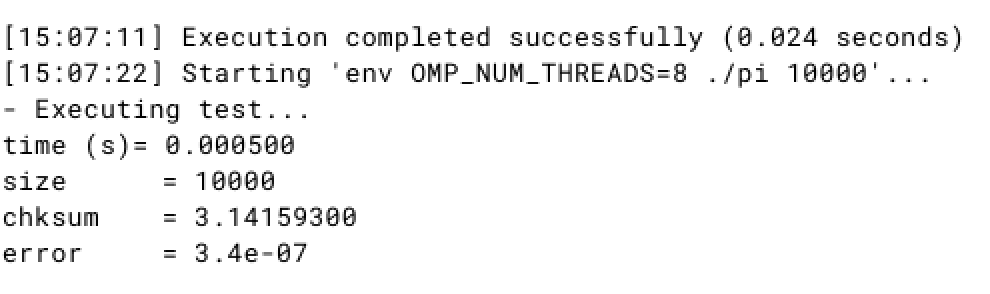 [15:07:11] Execution completed successfully (0.024 seconds)
[15:07:22] Starting 'env OMP_NUM_THREADS=8 ./pi 10000'...
- Executing test...
time (s)= 0.000500
size      = 10000
chksum    = 3.14159300
error     = 3.4e-07